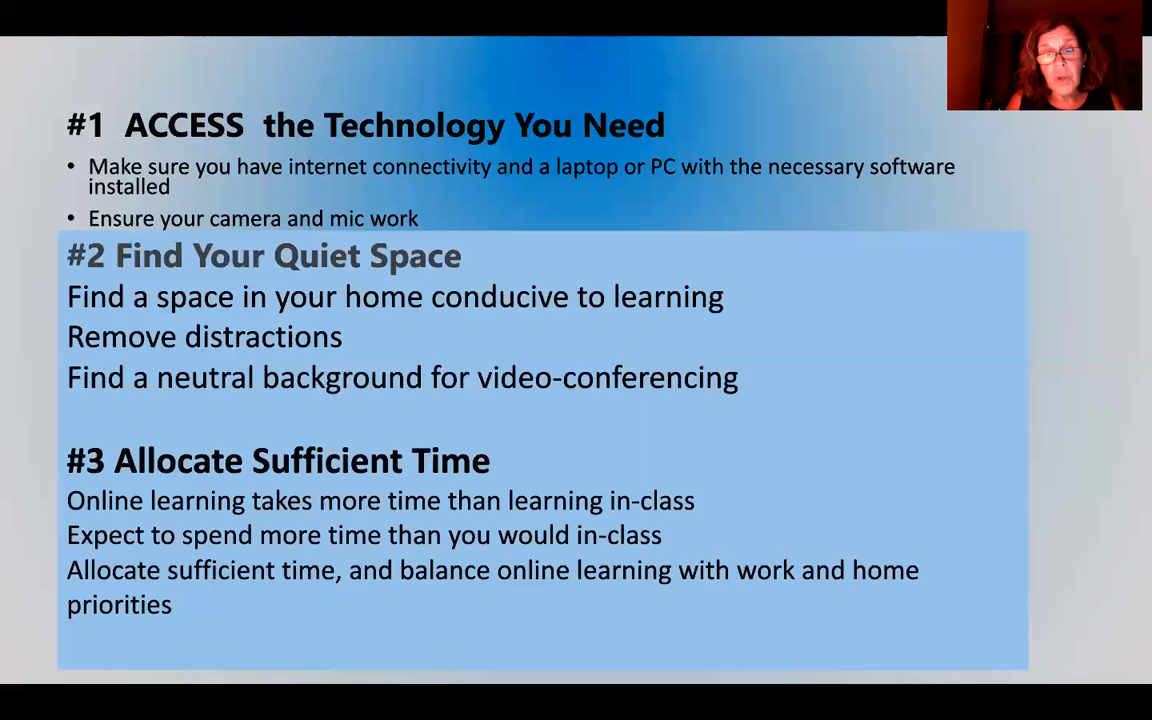 #1 ACCESS the Technology You Need
• Make sure you have internet connectivity and a laptop or PC with the necessary software
installed
• Ensure your camera and mic work
#2 Find Your Quiet Space
Find a space in your home conducive to learning
Remove distractions
Find a neutral background for video-conferencing
#3 Allocate Sufficient Time
Online learning takes more time than learning in-class
Expect to spend more time than you would in-class
Allocate sufficient time, and balance online learning with work and home
priorities